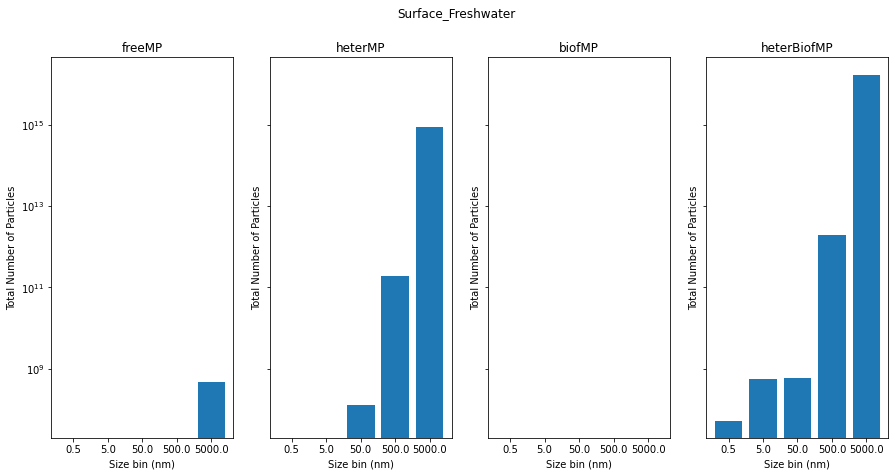 Surface_Freshwater
freeMP
heterMP
biofMP
heterBiofMP
Total Number of Particles
10^15
10^13
10^11
10^9
0.5 5.0 50.0 500.0 5000.0
Size bin (nm)
Total Number of Particles
0.5 5.0 50.0 500.0 5000.0
Size bin (nm)
Total Number of Particles
0.5 5.0 50.0 500.0 5000.0
Size bin (nm)
Total Number of Particles
0.5 5.0 50.0 500.0 5000.0
Size bin (nm)